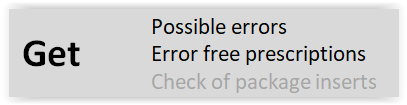 Get
Possible errors
Error free prescriptions
Check of package inserts